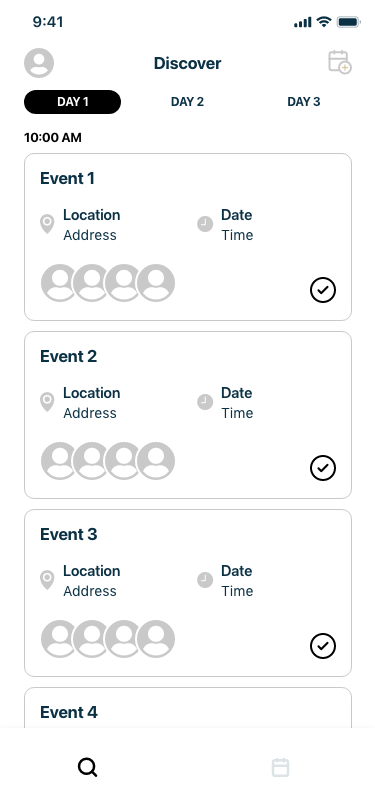 9:41
Discover
DAY 1 DAY 2 DAY 3
10:00 AM
Event 1
Location Date
Address Time
Event 2
Location Date
Address Time
Event 3
Location Date
Address Time
Event 4